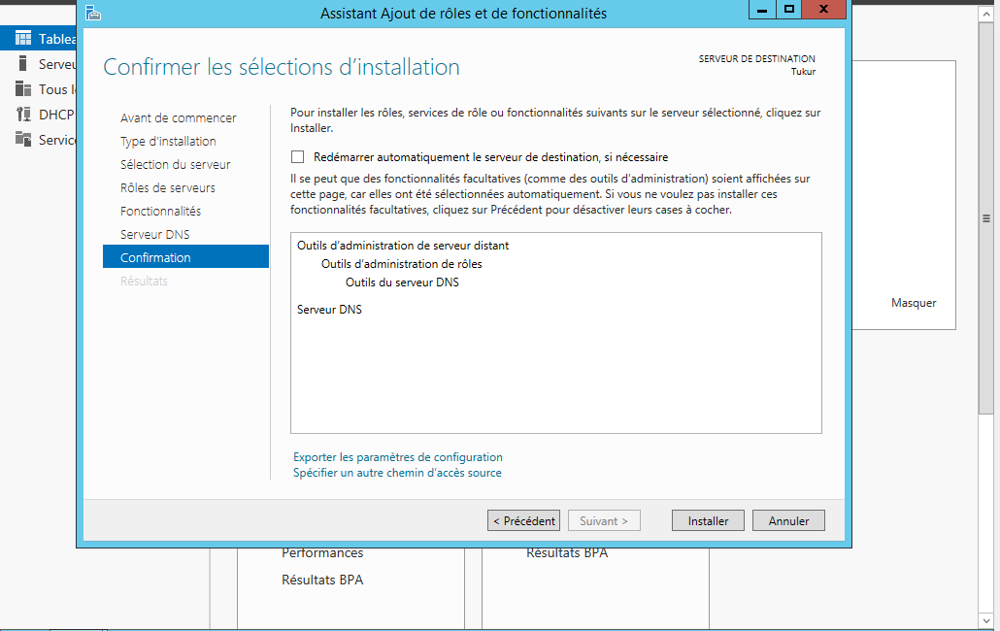 Assistant Ajout de rôles et de fonctionnalités
Tablea
Serveu
Tous l
DHCP
Servic
Confirmer les sélections d’installation
SERVEUR DE DESTINATION
Tukur
Avant de commencer
Type d’installation
Sélection du serveur
Rôles de serveurs
Fonctionnalités
Serveur DNS
Confirmation
Résultats
Pour installer les rôles, services de rôle ou fonctionnalités suivants sur le serveur sélectionné, cliquez sur
Installer.
Redémarrer automatiquement le serveur de destination, si nécessaire
Il se peut que des fonctionnalités facultatives (comme des outils d’administration) soient affichées sur
cette page, car elles ont été sélectionnées automatiquement. Si vous ne voulez pas installer ces
fonctionnalités facultatives, cliquez sur Précédent pour désactiver leurs cases à cocher.
Outils d’administration de serveur distant
Outils d’administration de rôles
Outils du serveur DNS
Serveur DNS
Masquer
Exporter les paramètres de configuration
Spécifier un autre chemin d’accès source
< Précédent
Suivant >
Installer
Annuler
Performances
Résultats BPA
Résultats BPA